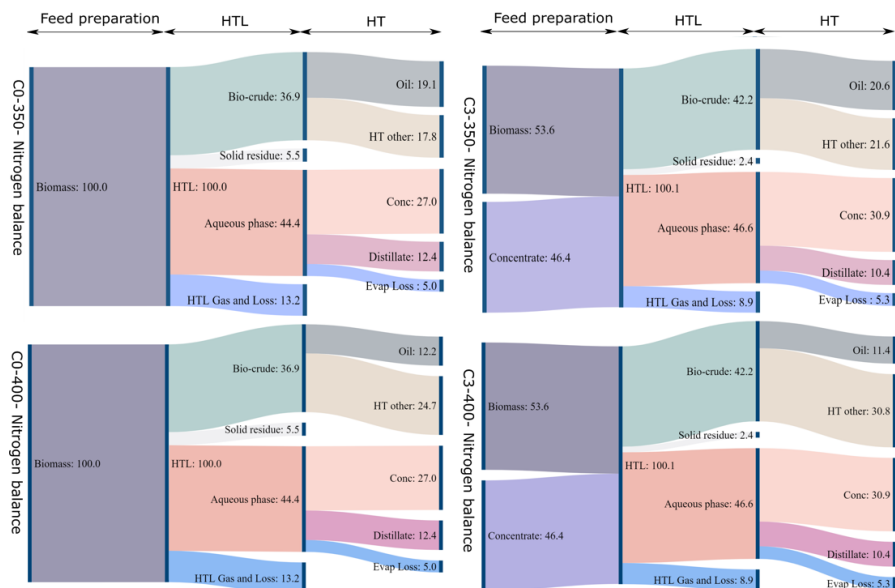 Feed preparation
HTL
HT
C0-350- Nitrogen balance
Biomass: 100.0
HTL: 100.0
Bio-crude: 36.9
Solid residue: 5.5
Aqueous phase: 44.4
HTL Gas and Loss: 13.2
Oil: 19.1
HT other: 17.8
Conc: 27.0
Distillate: 12.4
Evap Loss : 5.0
Feed preparation
HTL
HT
C3-350- Nitrogen balance
Biomass: 53.6
Concentrate: 46.4
HTL: 100.1
Bio-crude: 42.2
Solid residue: 2.4
Aqueous phase: 46.6
HTL Gas and Loss: 8.9
Oil: 20.6
HT other: 21.6
Conc: 30.9
Distillate: 10.4
Evap Loss : 5.3
C0-400- Nitrogen balance
Biomass: 100.0
HTL: 100.0
Bio-crude: 36.9
Solid residue: 5.5
Aqueous phase: 44.4
HTL Gas and Loss: 13.2
Oil: 12.2
HT other: 24.7
Conc: 27.0
Distillate: 12.4
Evap Loss: 5.0
C3-400- Nitrogen balance
Biomass: 53.6
Concentrate: 46.4
HTL: 100.1
Bio-crude: 42.2
Solid residue: 2.4
Aqueous phase: 46.6
HTL Gas and Loss: 8.9
Oil: 11.4
HT other: 30.8
Conc: 30.9
Distillate: 10.4
Evap Loss: 5.3